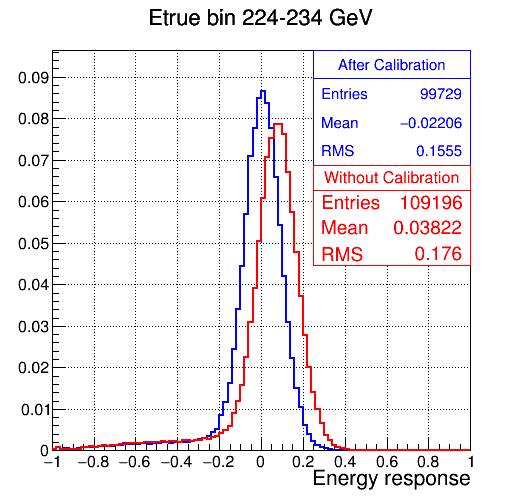 Etrue bin 224-234 GeV
After Calibration
Entries 99729
Mean −0.02206
RMS 0.1555
Without Calibration
Entries 109196
Mean 0.03822
RMS 0.176
0.09
0.08
0.07
0.06
0.05
0.04
0.03
0.02
0.01
0
−1 −0.8 −0.6 −0.4 −0.2 0 0.2 0.4 0.6 0.8 1
Energy response